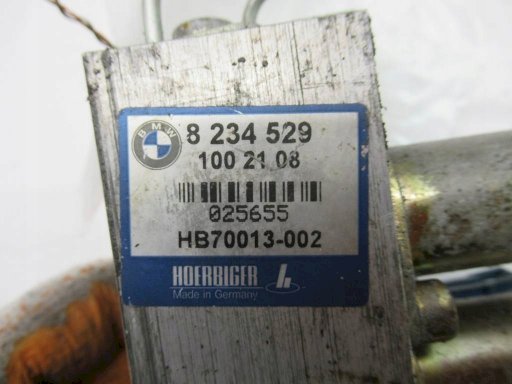 BMW
8 234 529
100 21 08
025655
HB70013-002
HOERBIGER
Made in Germany